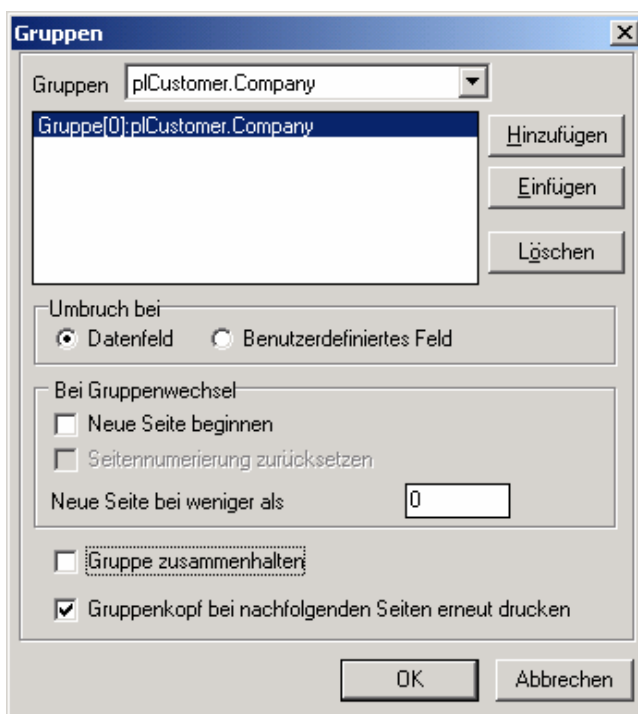 Gruppen
Gruppen plCustomer.Company
Gruppe[0]:plCustomer.Company
Hinzufügen
Einfügen
Löschen
Umbruch bei
Datenfeld Benutzerdefiniertes Feld
Bei Gruppenwechsel
Neue Seite beginnen
Seitennumerierung zurücksetzen
Neue Seite bei weniger als 0
Gruppe zusammenhalten
Gruppenkopf bei nachfolgenden Seiten erneut drucken
OK Abbrechen